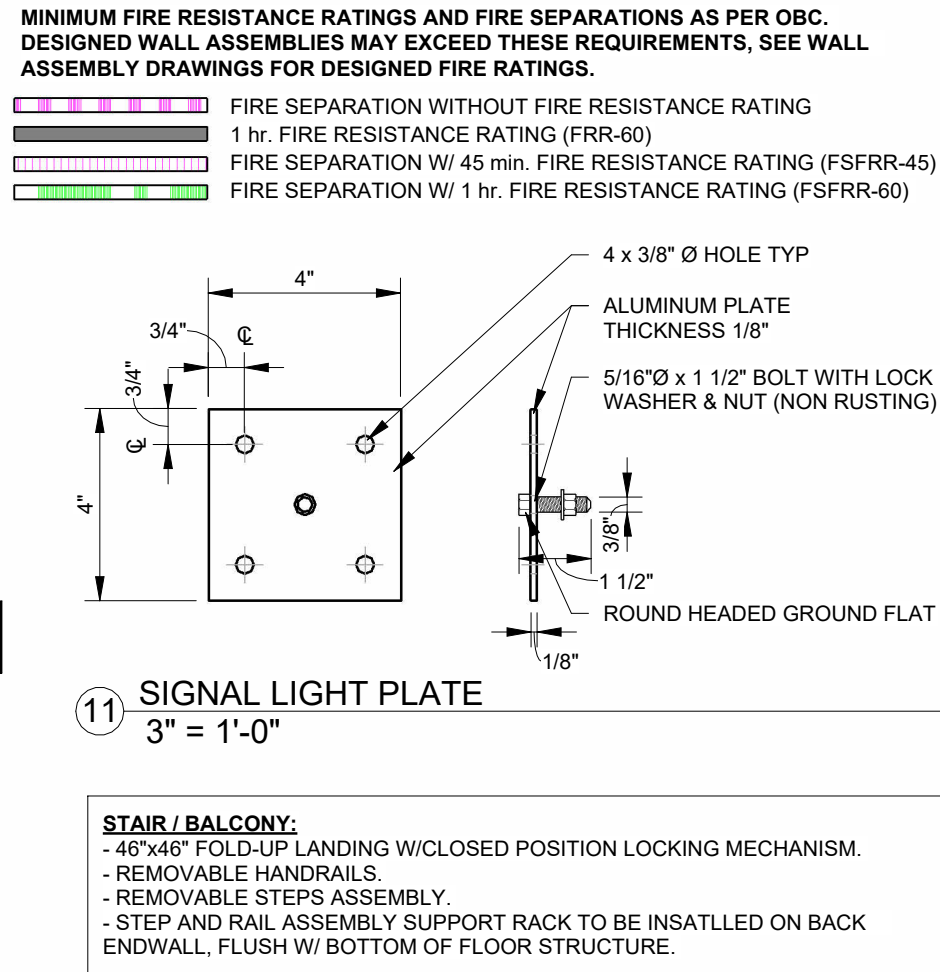 MINIMUM FIRE RESISTANCE RATINGS AND FIRE SEPARATIONS AS PER OBC.
DESIGNED WALL ASSEMBLIES MAY EXCEED THESE REQUIREMENTS, SEE WALL
ASSEMBLY DRAWINGS FOR DESIGNED FIRE RATINGS.
FIRE SEPARATION WITHOUT FIRE RESISTANCE RATING
1 hr. FIRE RESISTANCE RATING (FRR-60)
FIRE SEPARATION W/ 45 min. FIRE RESISTANCE RATING (FSFRR-45)
FIRE SEPARATION W/ 1 hr. FIRE RESISTANCE RATING (FSFRR-60)
4"
3/4"
℄
3/4"
℄
4"
4 x 3/8" Ø HOLE TYP
ALUMINUM PLATE
THICKNESS 1/8"
5/16"Ø x 1 1/2" BOLT WITH LOCK
WASHER & NUT (NON RUSTING)
3/8"
1 1/2"
ROUND HEADED GROUND FLAT
1/8"
11
SIGNAL LIGHT PLATE
3" = 1'-0"
STAIR / BALCONY:
- 46"x46" FOLD-UP LANDING W/CLOSED POSITION LOCKING MECHANISM.
- REMOVABLE HANDRAILS.
- REMOVABLE STEPS ASSEMBLY.
- STEP AND RAIL ASSEMBLY SUPPORT RACK TO BE INSATLLED ON BACK
ENDWALL, FLUSH W/ BOTTOM OF FLOOR STRUCTURE.